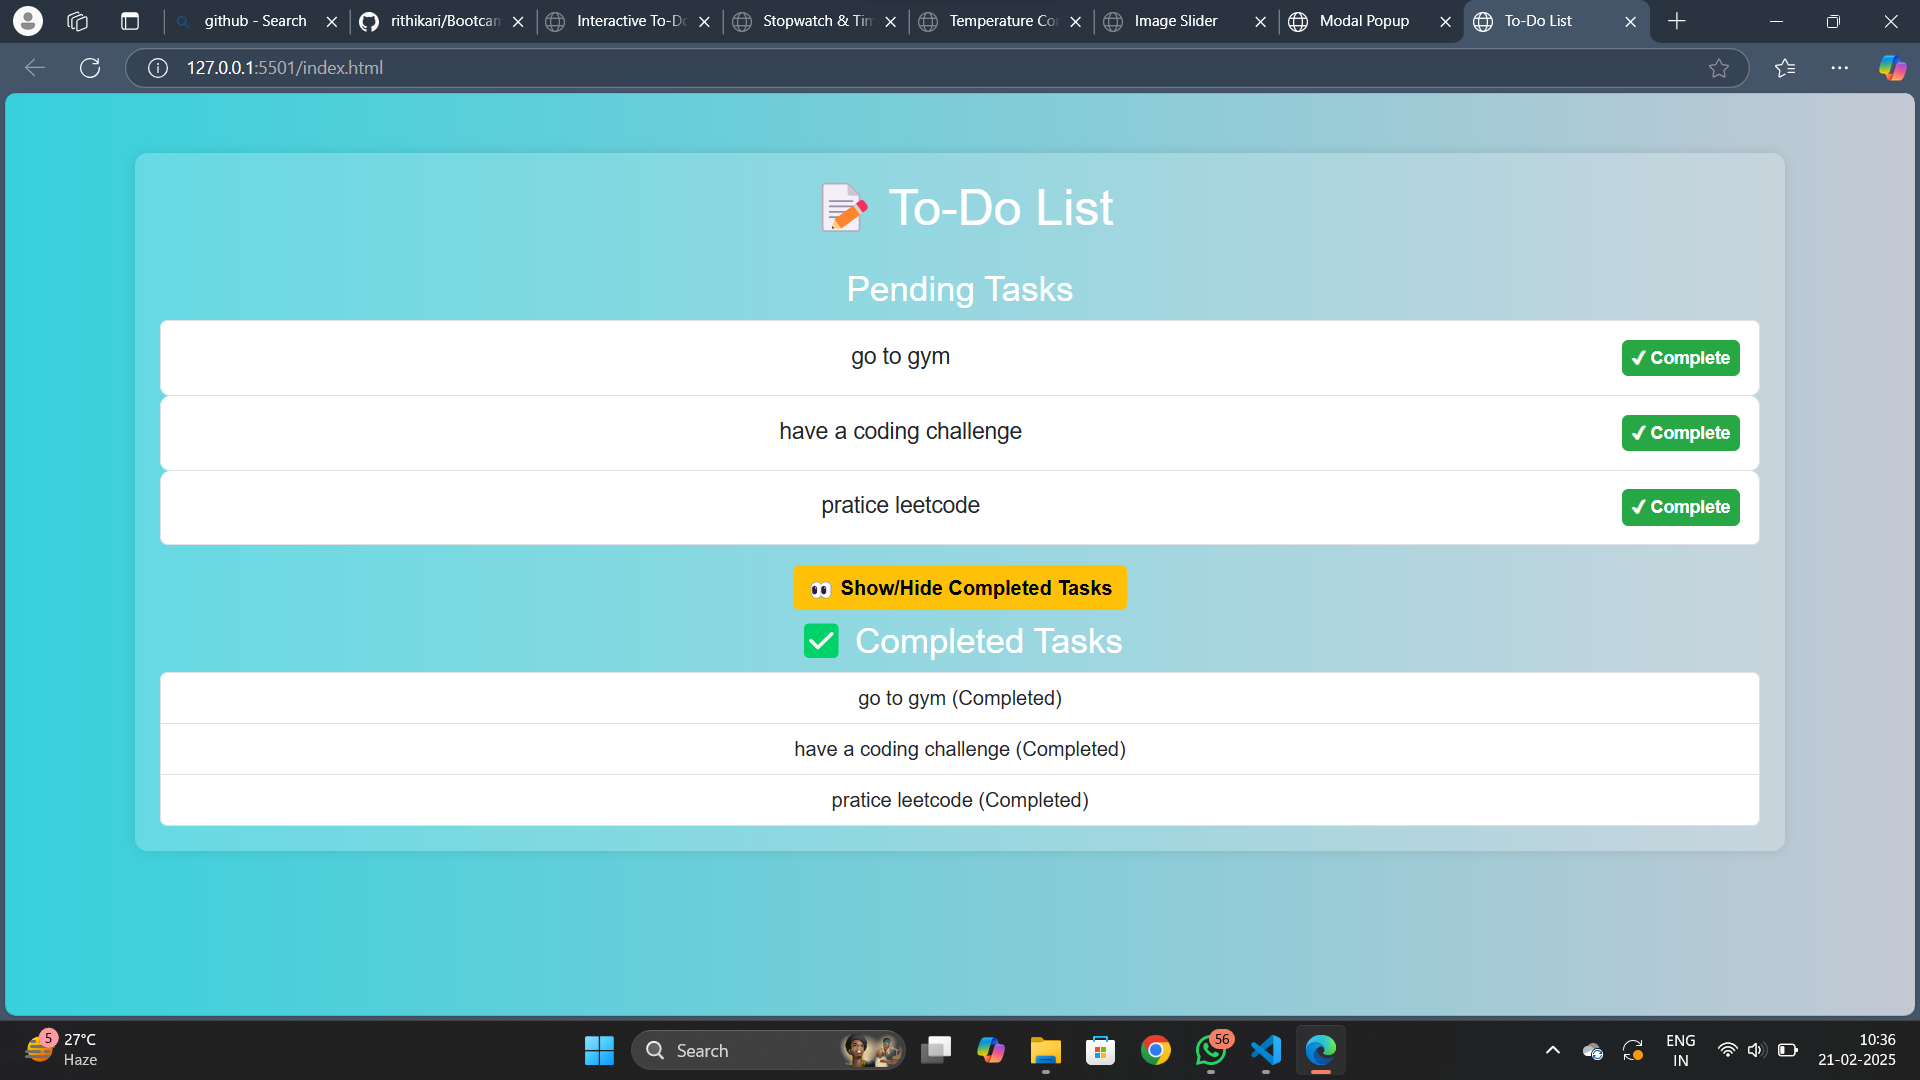 github - Search
rithikari/Bootcam
Interactive To-Do
Stopwatch & Tim
Temperature Con
Image Slider
Modal Popup
To-Do List
127.0.0.1:5501/index.html
To-Do List
Pending Tasks
go to gym
✓ Complete
have a coding challenge
✓ Complete
pratice leetcode
✓ Complete
Show/Hide Completed Tasks
Completed Tasks
go to gym (Completed)
have a coding challenge (Completed)
pratice leetcode (Completed)
5
27°C
Haze
Search
56
ENG
IN
10:36
21-02-2025